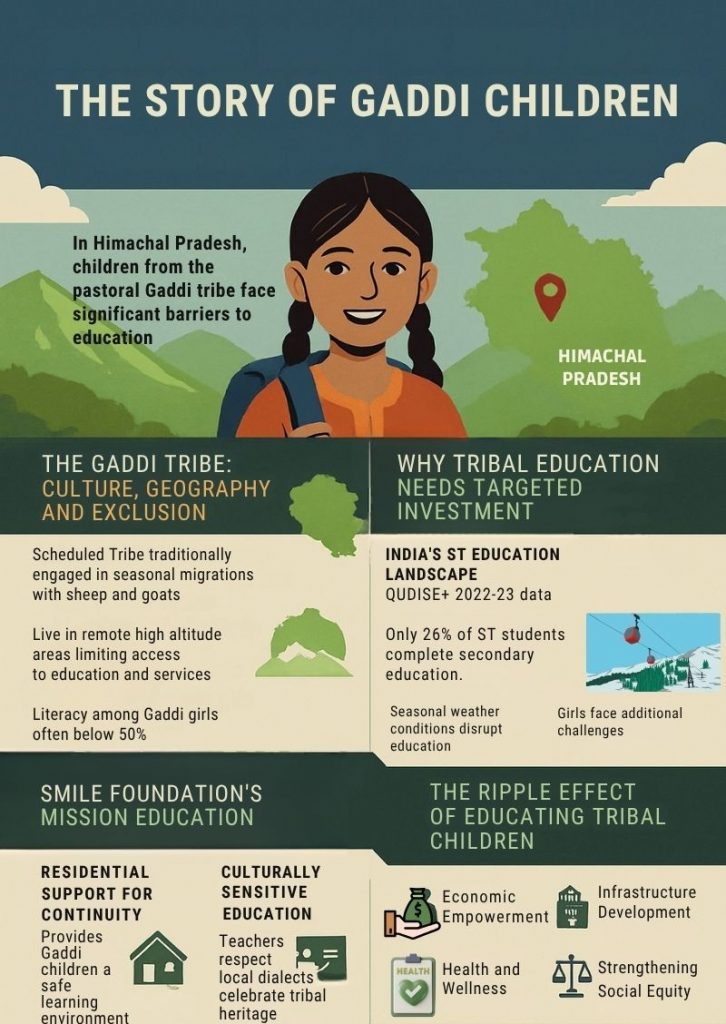 THE STORY OF GADDI CHILDREN
In Himachal Pradesh,
children from the
pastoral Gaddi tribe face
significant barriers to
education
HIMACHAL
PRADESH
THE GADDI TRIBE:
CULTURE, GEOGRAPHY
AND EXCLUSION
Scheduled Tribe traditionally
engaged in seasonal migrations
with sheep and goats
Live in remote high altitude
areas limiting access
to education and services
Literacy among Gaddi girls
often below 50%
WHY TRIBAL EDUCATION
NEEDS TARGETED
INVESTMENT
INDIA'S ST EDUCATION
LANDSCAPE
QUDISE+ 2022-23 data
Only 26% of ST students
complete secondary
education.
Seasonal weather
conditions disrupt
education
Girls face additional
challenges
SMILE FOUNDATION'S
MISSION EDUCATION
RESIDENTIAL
SUPPORT FOR
CONTINUITY
Provides
Gaddi
children a
safe
learning
environment
CULTURALLY
SENSITIVE
EDUCATION
Teachers
respect
local dialects
celebrate tribal
heritage
THE RIPPLE EFFECT
OF EDUCATING TRIBAL
CHILDREN
Economic
Empowerment
Infrastructure
Development
HEALTH
Health and
Wellness
Strengthening
Social Equity